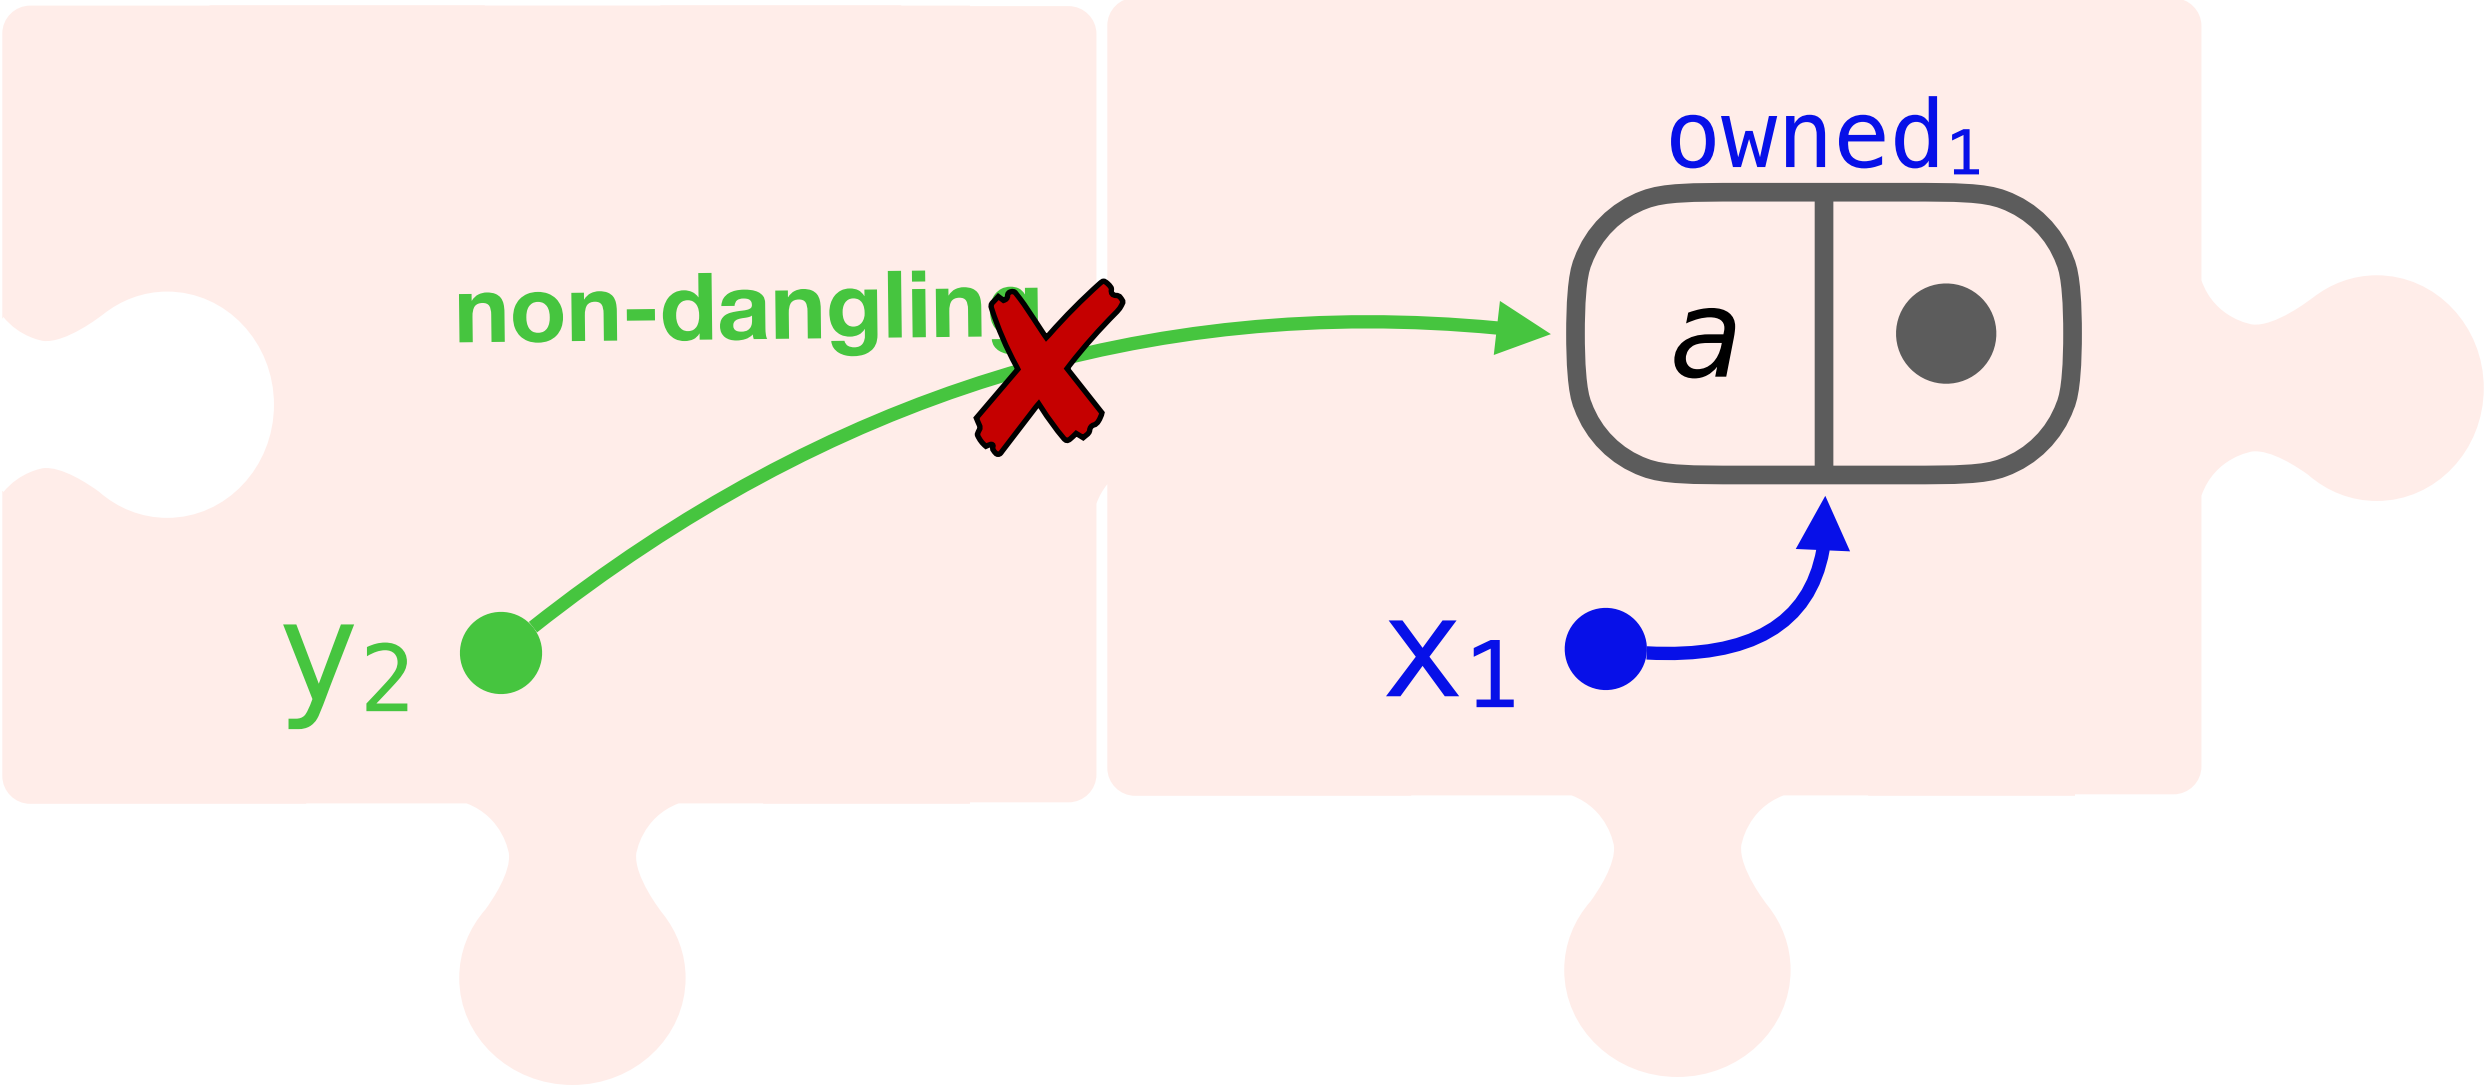 owned₁
non-dangling
a
y₂
x₁